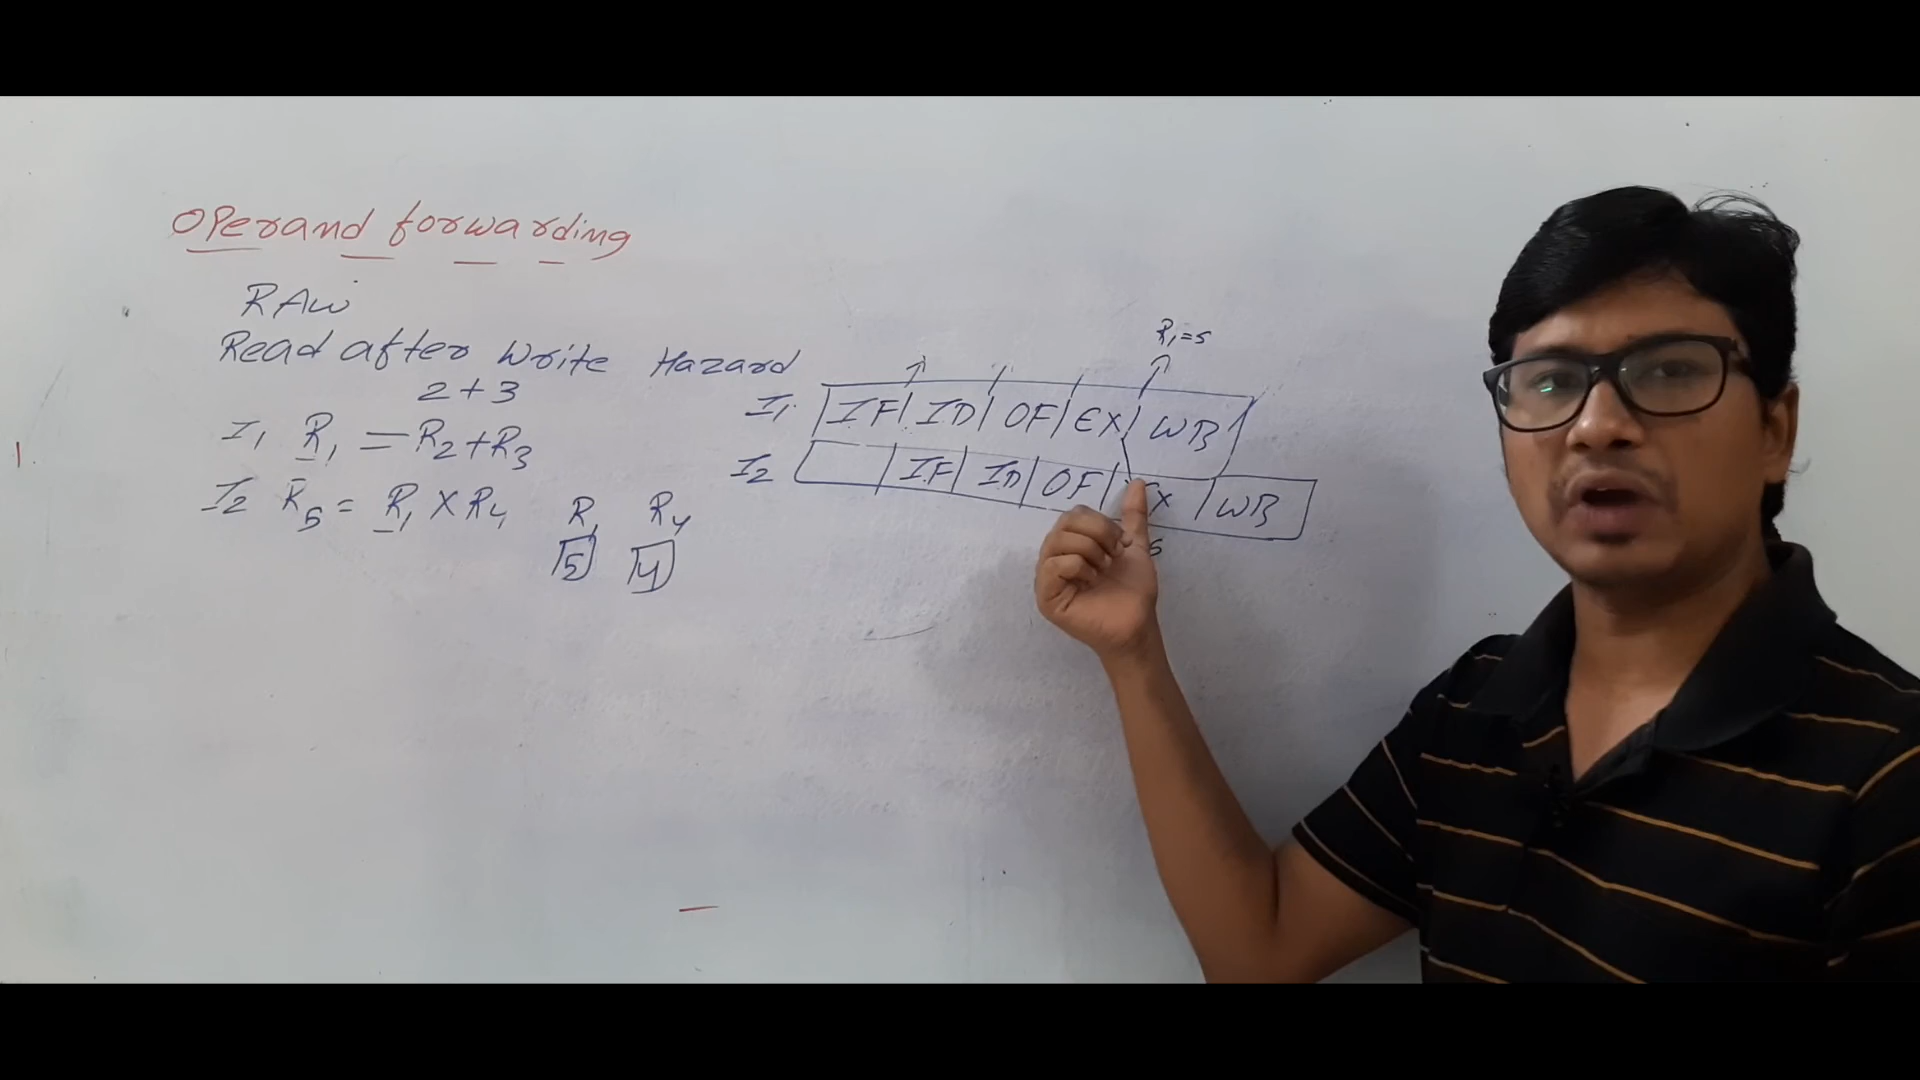 Operand forwarding
RAW
Read after Write Hazard
2 + 3
I1 R1 = R2 + R3
I2 R5 = R1 X R4
R1 R4
5 4
R1 = 5
I1 IF ID OF EX WB
I2 IF ID OF X WB
5